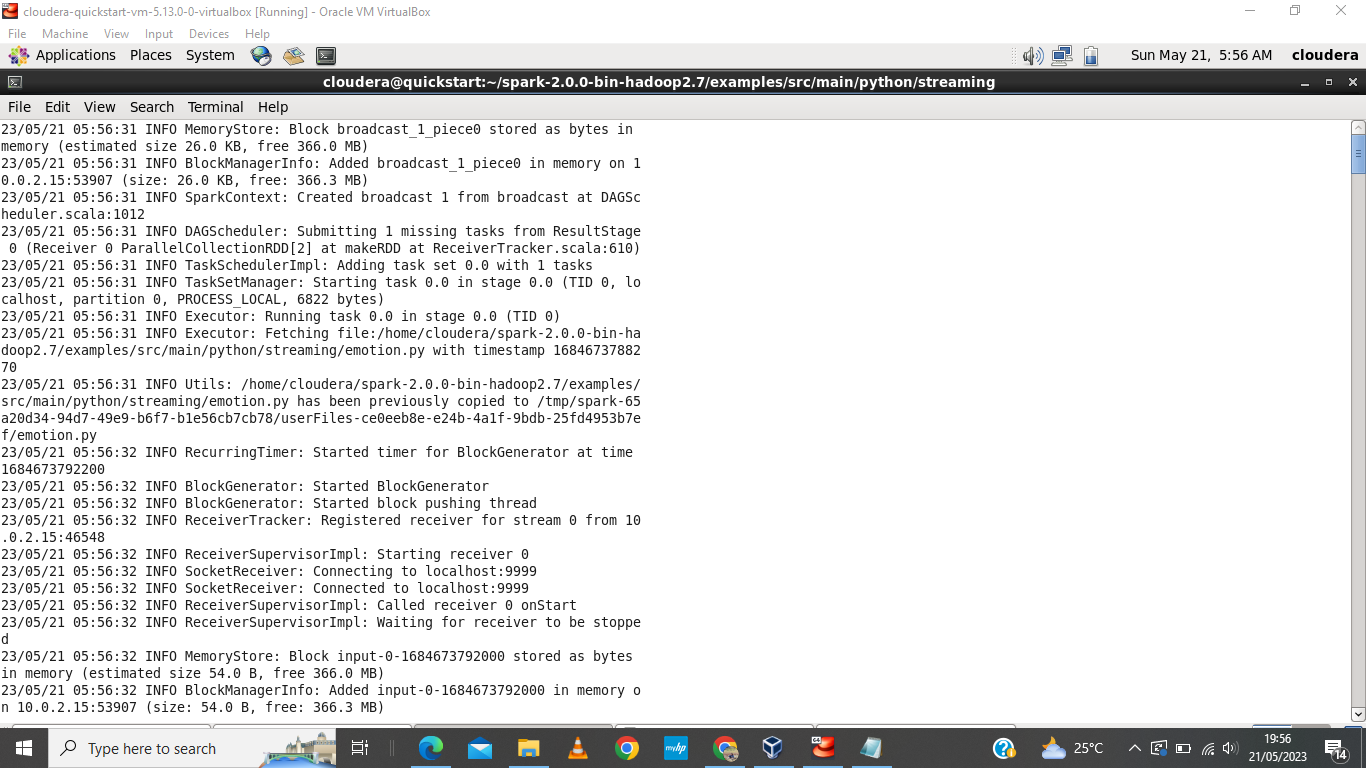 cloudera-quickstart-vm-5.13.0-0-virtualbox [Running] - Oracle VM VirtualBox
File Machine View Input Devices Help
Applications Places System Sun May 21, 5:56 AM cloudera
cloudera@quickstart:~/spark-2.0.0-bin-hadoop2.7/examples/src/main/python/streaming
File Edit View Search Terminal Help
23/05/21 05:56:31 INFO MemoryStore: Block broadcast_1_piece0 stored as bytes in
memory (estimated size 26.0 KB, free 366.0 MB)
23/05/21 05:56:31 INFO BlockManagerInfo: Added broadcast_1_piece0 in memory on 1
0.0.2.15:53907 (size: 26.0 KB, free: 366.3 MB)
23/05/21 05:56:31 INFO SparkContext: Created broadcast 1 from broadcast at DAGSc
heduler.scala:1012
23/05/21 05:56:31 INFO DAGScheduler: Submitting 1 missing tasks from ResultStage
0 (Receiver 0 ParallelCollectionRDD[2] at makeRDD at ReceiverTracker.scala:610)
23/05/21 05:56:31 INFO TaskSchedulerImpl: Adding task set 0.0 with 1 tasks
23/05/21 05:56:31 INFO TaskSetManager: Starting task 0.0 in stage 0.0 (TID 0, lo
calhost, partition 0, PROCESS_LOCAL, 6822 bytes)
23/05/21 05:56:31 INFO Executor: Running task 0.0 in stage 0.0 (TID 0)
23/05/21 05:56:31 INFO Executor: Fetching file:/home/cloudera/spark-2.0.0-bin-ha
doop2.7/examples/src/main/python/streaming/emotion.py with timestamp 16846737882
70
23/05/21 05:56:31 INFO Utils: /home/cloudera/spark-2.0.0-bin-hadoop2.7/examples/
src/main/python/streaming/emotion.py has been previously copied to /tmp/spark-65
a20d34-94d7-49e9-b6f7-b1e56cb7cb78/userFiles-ce0eeb8e-e24b-4a1f-9bdb-25fd4953b7e
f/emotion.py
23/05/21 05:56:32 INFO RecurringTimer: Started timer for BlockGenerator at time
1684673792200
23/05/21 05:56:32 INFO BlockGenerator: Started BlockGenerator
23/05/21 05:56:32 INFO BlockGenerator: Started block pushing thread
23/05/21 05:56:32 INFO ReceiverTracker: Registered receiver for stream 0 from 10
.0.2.15:46548
23/05/21 05:56:32 INFO ReceiverSupervisorImpl: Starting receiver 0
23/05/21 05:56:32 INFO SocketReceiver: Connecting to localhost:9999
23/05/21 05:56:32 INFO SocketReceiver: Connected to localhost:9999
23/05/21 05:56:32 INFO ReceiverSupervisorImpl: Called receiver 0 onStart
23/05/21 05:56:32 INFO ReceiverSupervisorImpl: Waiting for receiver to be stoppe
d
23/05/21 05:56:32 INFO MemoryStore: Block input-0-1684673792000 stored as bytes
in memory (estimated size 54.0 B, free 366.0 MB)
23/05/21 05:56:32 INFO BlockManagerInfo: Added input-0-1684673792000 in memory o
n 10.0.2.15:53907 (size: 54.0 B, free: 366.3 MB)
Type here to search
myhp
25°C
19:56
21/05/2023
14